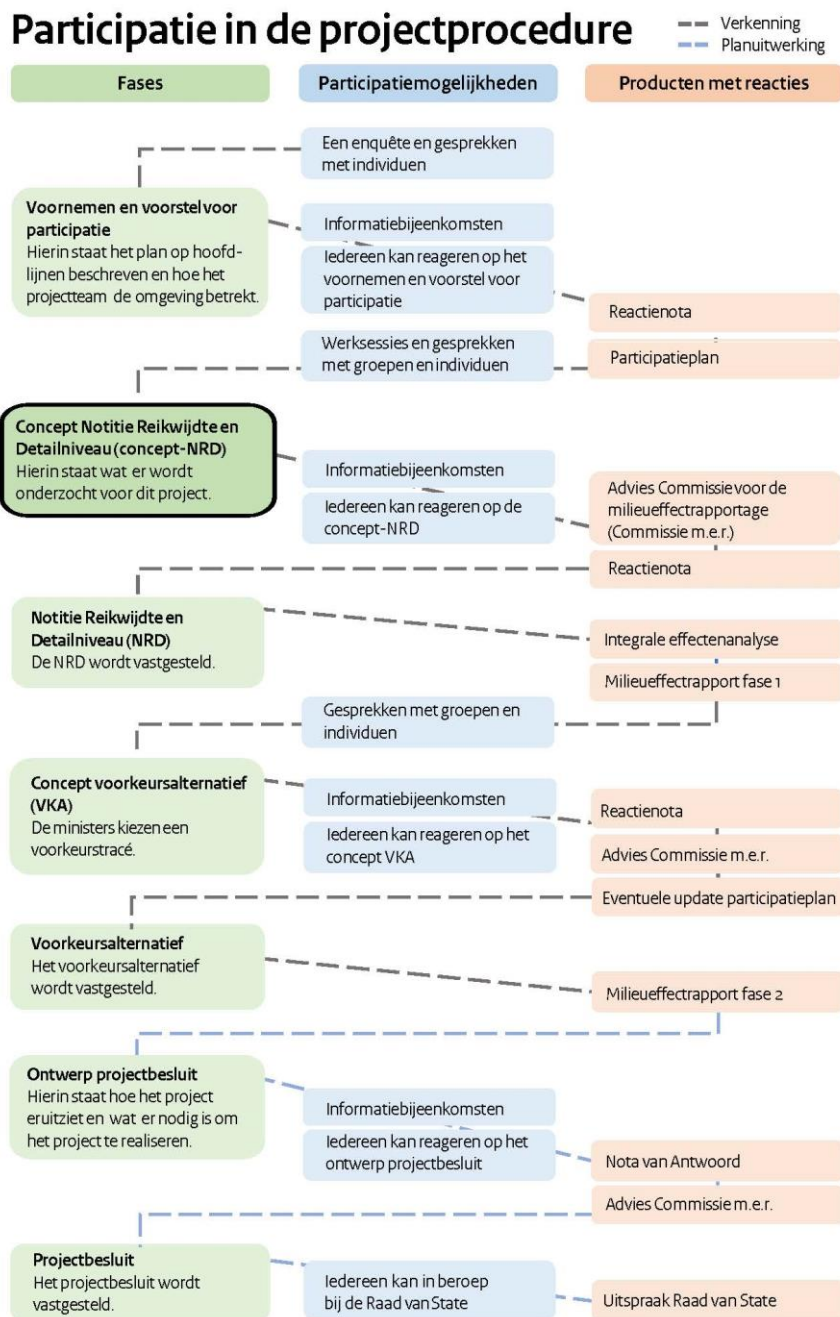 Participatie in de projectprocedure
Verkenning
Planuitwerking
Fases
Participatiemogelijkheden
Producten met reacties
Een enquête en gesprekken
met individuen
Voornemen en voorstel voor
participatie
Hierin staat het plan op hoofd-
lijnen beschreven en hoe het
projectteam de omgeving betrekt.
Informatiebijeenkomsten
Iedereen kan reageren op het
voornemen en voorstel voor
participatie
Reactienota
Werksessies en gesprekken
met groepen en individuen
Participatieplan
Concept Notitie Reikwijdte en
Detailniveau (concept-NRD)
Hierin staat wat er wordt
onderzocht voor dit project.
Informatiebijeenkomsten
Iedereen kan reageren op de
concept-NRD
Advies Commissie voor de
milieueffectrapportage
(Commissie m.e.r.)
Reactienota
Notitie Reikwijdte en
Detailniveau (NRD)
De NRD wordt vastgesteld.
Integrale effectenanalyse
Milieueffectrapport fase 1
Gesprekken met groepen en
individuen
Concept voorkeursalternatief
(VKA)
De ministers kiezen een
voorkeurstracé.
Informatiebijeenkomsten
Iedereen kan reageren op het
concept VKA
Reactienota
Advies Commissie m.e.r.
Eventuele update participatieplan
Voorkeursalternatief
Het voorkeursalternatief
wordt vastgesteld.
Milieueffectrapport fase 2
Ontwerp projectbesluit
Hierin staat hoe het project
eruitziet en wat er nodig is om
het project te realiseren.
Informatiebijeenkomsten
Iedereen kan reageren op het
ontwerp projectbesluit
Nota van Antwoord
Advies Commissie m.e.r.
Projectbesluit
Het projectbesluit wordt
vastgesteld.
Iedereen kan in beroep
bij de Raad van State
Uitspraak Raad van State